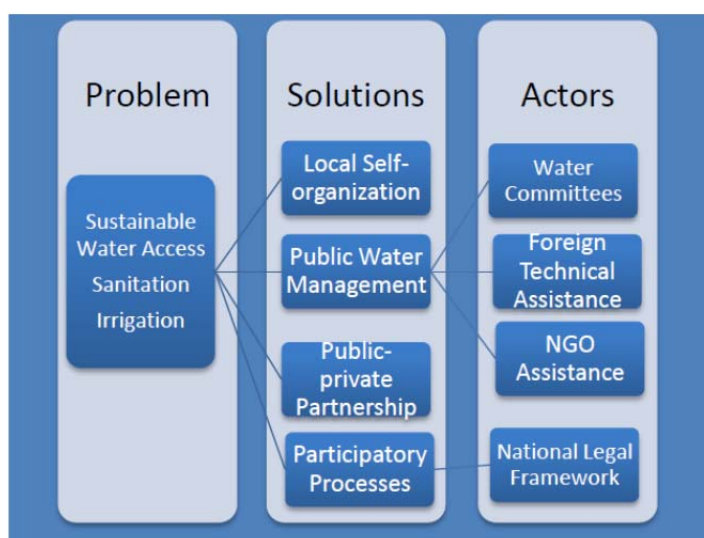 Problem
Sustainable
Water Access
Sanitation
Irrigation
Solutions
Local Self-
organization
Public Water
Management
Public-
private
Partnership
Participatory
Processes
Actors
Water
Committees
Foreign
Technical
Assistance
NGO
Assistance
National Legal
Framework